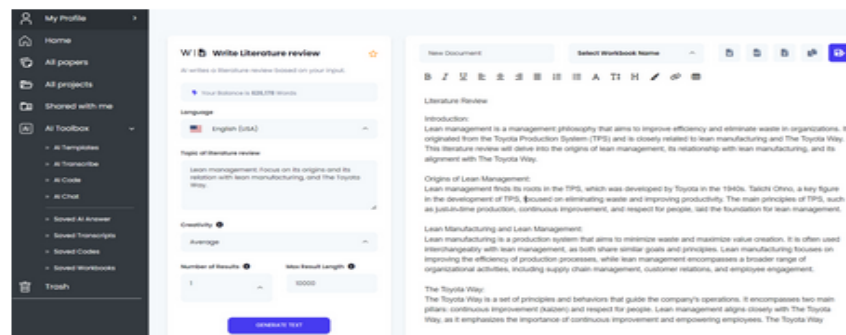 My Profile
Home
All papers
All projects
Shared with me
AI Toolbox
AI Templates
AI Transcribe
AI Code
AI Chat
Saved AI Answer
Saved Transcripts
Saved Codes
Saved Workbooks
Trash
Write Literature review
AI writes a literature review based on your input.
Your Balance is Words
Language
English (USA)
Topic of literature review
Lean management: Focus on its origins and its
relation with lean manufacturing, and The Toyota
Way.
Creativity
Average
Number of Results
Max Result Length
1
10000
GENERATE TEXT
New Document
Select Workbook Name
Literature Review
Introduction:
Lean management is a management philosophy that aims to improve efficiency and eliminate waste in organizations. It
originated from the Toyota Production System (TPS) and is closely related to lean manufacturing and The Toyota Way.
This literature review will delve into the origins of lean management, its relationship with lean manufacturing, and its
alignment with The Toyota Way.
Origins of Lean Management:
Lean management finds its roots in the TPS, which was developed by Toyota in the 1940s. Taiichi Ohno, a key figure
in the development of TPS, focused on eliminating waste and improving productivity. The main principles of TPS, such
as just-in-time production, continuous improvement, and respect for people, laid the foundation for lean management.
Lean Manufacturing and Lean Management:
Lean manufacturing is a production system that aims to minimize waste and maximize value creation. It is often used
interchangeably with lean management, as both share similar goals and principles. Lean manufacturing focuses on
improving the efficiency of production processes, while lean management encompasses a broader range of
organizational activities, including supply chain management, customer relations, and employee engagement.
The Toyota Way:
The Toyota Way is a set of principles and behaviors that guide the company's operations. It encompasses two main
pillars: continuous improvement (kaizen) and respect for people. Lean management aligns closely with The Toyota
Way, as it emphasizes the importance of continuous improvement and empowering employees. The Toyota Way